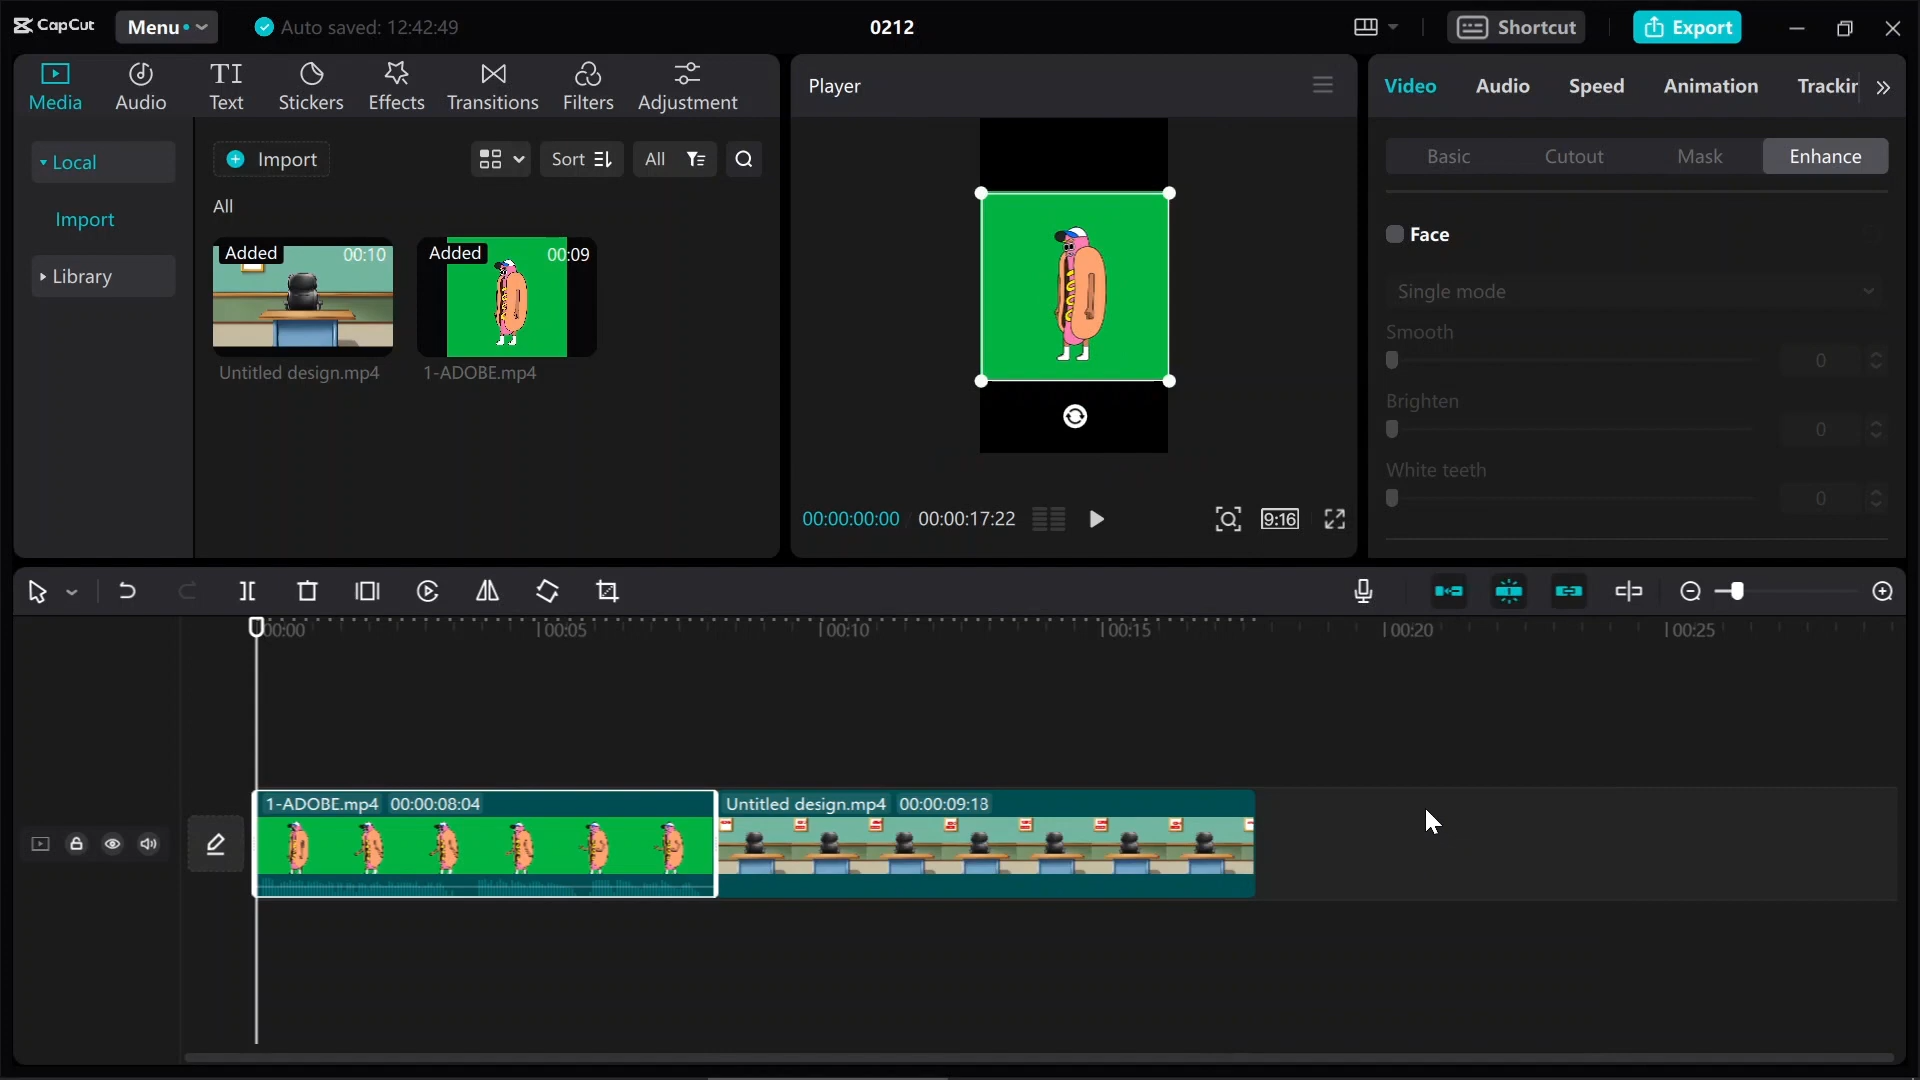 CapCut
Menu
Auto saved: 12:42:49
0212
Shortcut
Export
Media
Audio
Text
Stickers
Effects
Transitions
Filters
Adjustment
Local
Import
Library
Import
Sort
All
All
Added 00:10
Untitled design.mp4
Added 00:09
1-ADOBE.mp4
Player
00:00:00:00 00:00:17:22
9:16
Video
Audio
Speed
Animation
Trackin
Basic
Cutout
Mask
Enhance
Face
Single mode
Smooth
0
Brighten
0
White teeth
0
00:00
00:05
00:10
00:15
00:20
00:25
1-ADOBE.mp4 00:00:08:04
Untitled design.mp4 00:00:09:18